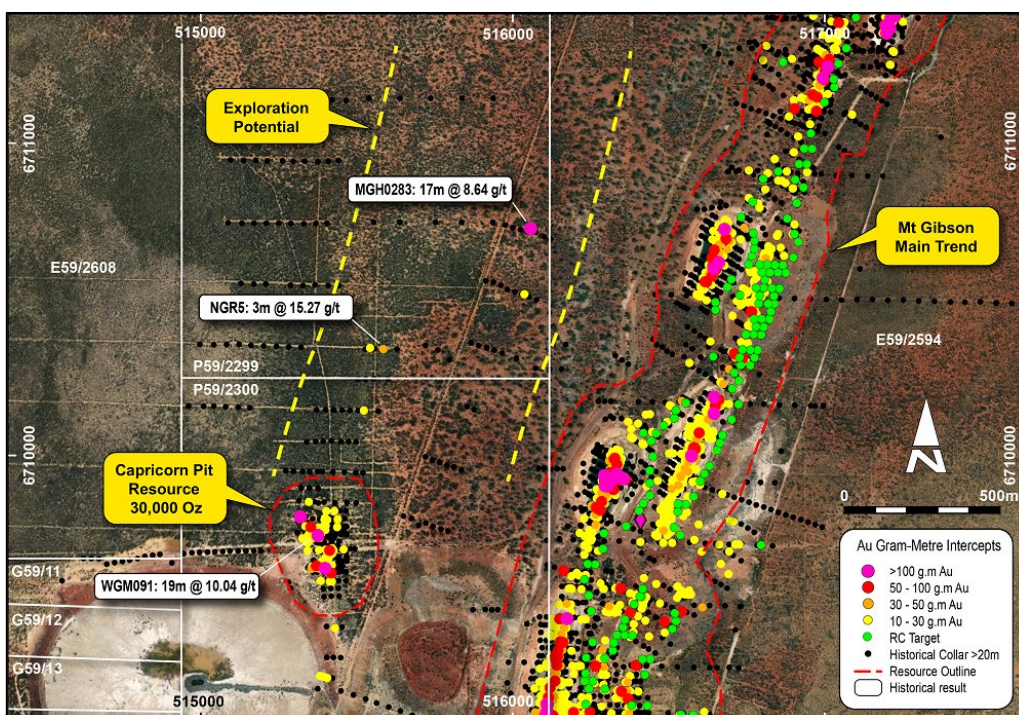 515000
516000
517000
Exploration
Potential
6711000
6711000
MGH0283: 17m @ 8.64 g/t
Mt Gibson
Main Trend
E59/2608
NGR5: 3m @ 15.27 g/t
E59/2594
P59/2299
P59/2300
6710000
6710000
Capricorn Pit
Resource
30,000 Oz
N
0 500m
G59/11
WGM091: 19m @ 10.04 g/t
G59/12
G59/13
Au Gram-Metre Intercepts
>100 g.m Au
50 - 100 g.m Au
30 - 50 g.m Au
10 - 30 g.m Au
RC Target
Historical Collar >20m
Resource Outline
Historical result
515000
516000